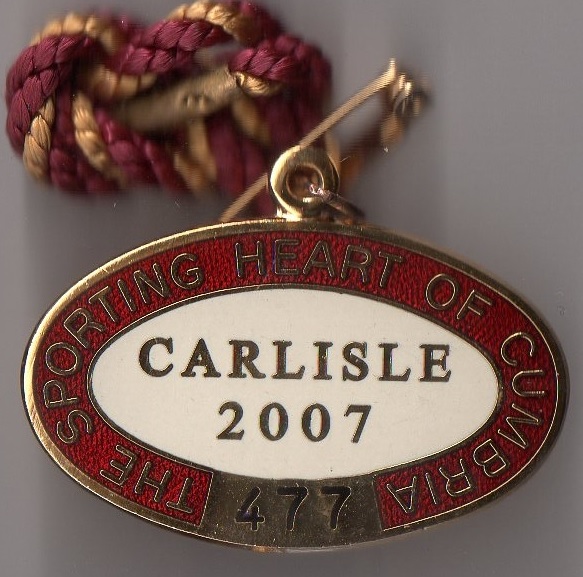 THE SPORTING HEART OF CUMBRIA
CARLISLE
2007
477